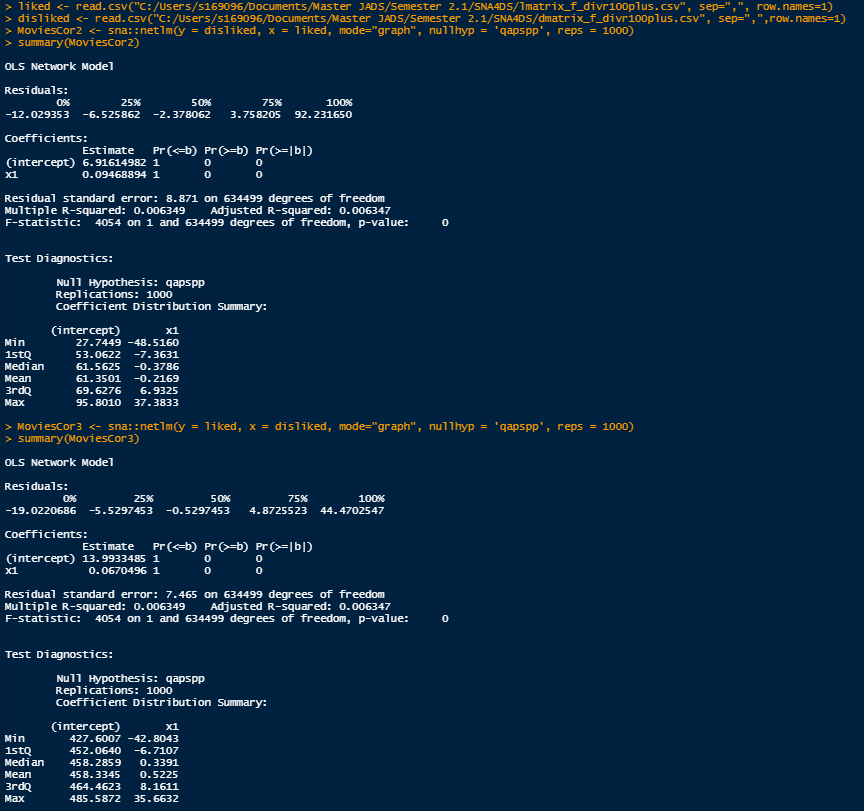 > liked <- read.csv("C:/Users/s169096/Documents/Master JADS/Semester 2.1/SNA4DS/lmatrix_f_divr100plus.csv", sep=",", row.names=1)
> disliked <- read.csv("C:/Users/s169096/Documents/Master JADS/Semester 2.1/SNA4DS/dmatrix_f_divr100plus.csv", sep=",",row.names=1)
> MoviesCor2 <- sna::netlm(y = disliked, x = liked, mode="graph", nullhyp = 'qapspp', reps = 1000)
> summary(MoviesCor2)
OLS Network Model
Residuals:
0% 25% 50% 75% 100%
-12.029353 -6.525862 -2.378062 3.758205 92.231650
Coefficients:
Estimate Pr(<=b) Pr(>=b) Pr(>=|b|)
(intercept) 6.91614982 1 0 0
x1 0.09468894 1 0 0
Residual standard error: 8.871 on 634499 degrees of freedom
Multiple R-squared: 0.006349 Adjusted R-squared: 0.006347
F-statistic: 4054 on 1 and 634499 degrees of freedom, p-value: 0
Test Diagnostics:
Null Hypothesis: qapspp
Replications: 1000
Coefficient Distribution Summary:
(intercept) x1
Min 27.7449 -48.5160
1stQ 53.0622 -7.3631
Median 61.5625 -0.3786
Mean 61.3501 -0.2169
3rdQ 69.6276 6.9325
Max 95.8010 37.3833
> MoviesCor3 <- sna::netlm(y = liked, x = disliked, mode="graph", nullhyp = 'qapspp', reps = 1000)
> summary(MoviesCor3)
OLS Network Model
Residuals:
0% 25% 50% 75% 100%
-19.0220686 -5.5297453 -0.5297453 4.8725523 44.4702547
Coefficients:
Estimate Pr(<=b) Pr(>=b) Pr(>=|b|)
(intercept) 13.9933485 1 0 0
x1 0.0670496 1 0 0
Residual standard error: 7.465 on 634499 degrees of freedom
Multiple R-squared: 0.006349 Adjusted R-squared: 0.006347
F-statistic: 4054 on 1 and 634499 degrees of freedom, p-value: 0
Test Diagnostics:
Null Hypothesis: qapspp
Replications: 1000
Coefficient Distribution Summary:
(intercept) x1
Min 427.6007 -42.8043
1stQ 452.0640 -6.7107
Median 458.2859 0.3391
Mean 458.3345 0.5225
3rdQ 464.4623 8.1611
Max 485.5872 35.6632